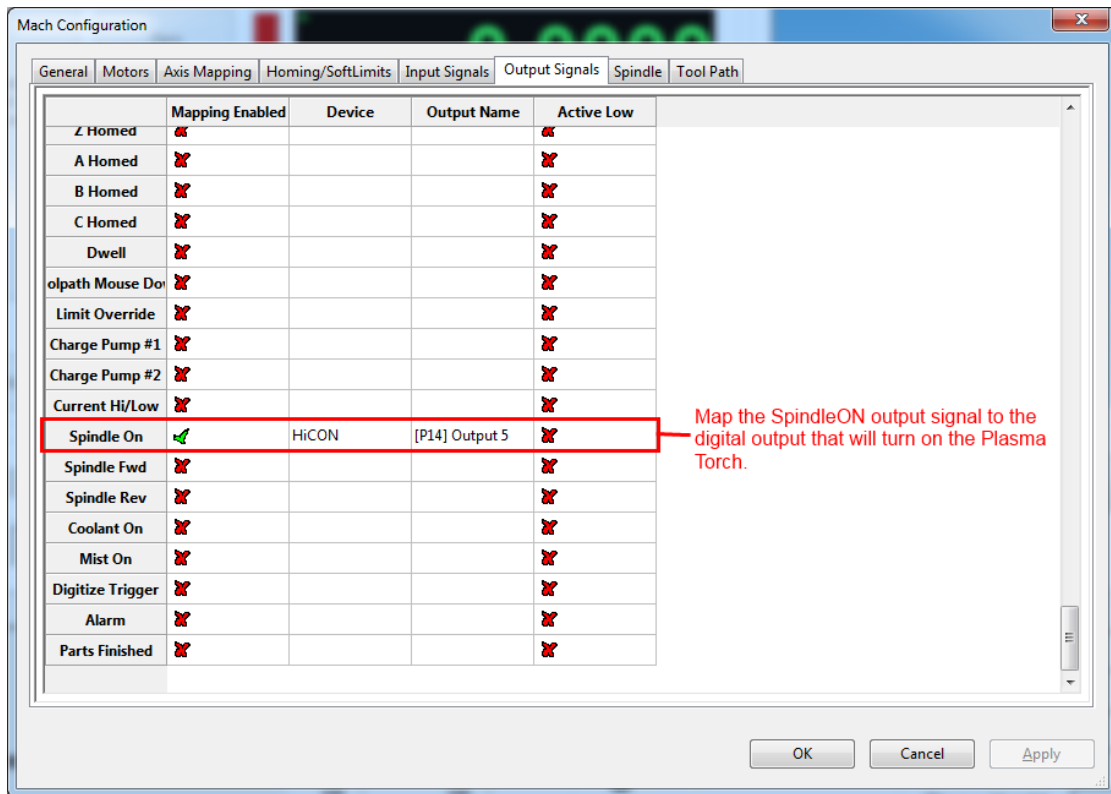 Mach Configuration
General Motors Axis Mapping Homing/SoftLimits Input Signals Output Signals Spindle Tool Path
Mapping Enabled Device Output Name Active Low
Z Homed
A Homed
B Homed
C Homed
Dwell
olpath Mouse Do
Limit Override
Charge Pump #1
Charge Pump #2
Current Hi/Low
Spindle On HiCON [P14] Output 5
Map the SpindleON output signal to the
digital output that will turn on the Plasma
Torch.
Spindle Fwd
Spindle Rev
Coolant On
Mist On
Digitize Trigger
Alarm
Parts Finished
OK Cancel Apply